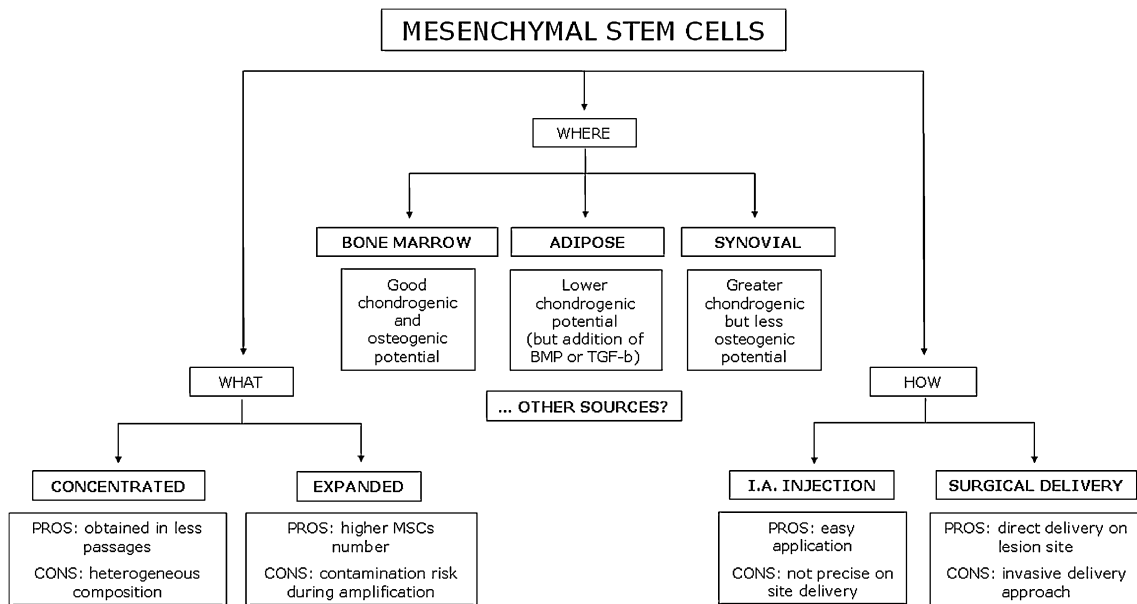 MESENCHYMAL STEM CELLS
WHERE
BONE MARROW
ADIPOSE
SYNOVIAL
Good
chondrogenic
and
osteogenic
potential
Lower
chondrogenic
potential
(but addition of
BMP or TGF-b)
Greater
chondrogenic
but less
osteogenic
potential
... OTHER SOURCES?
WHAT
CONCENTRATED
EXPANDED
PROS: obtained in less
passages
CONS: heterogeneous
composition
PROS: higher MSCs
number
CONS: contamination risk
during amplification
HOW
I.A. INJECTION
SURGICAL DELIVERY
PROS: easy
application
CONS: not precise on
site delivery
PROS: direct delivery on
lesion site
CONS: invasive delivery
approach